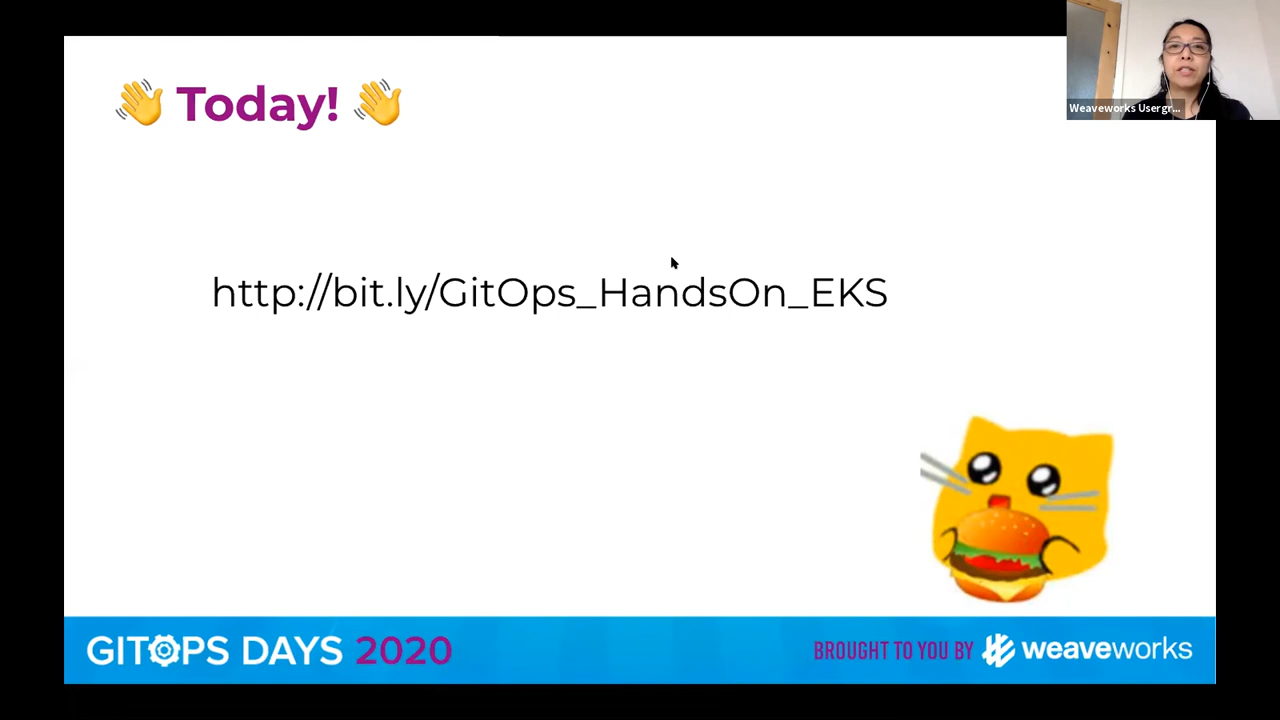 👋 Today! 👋
Weaveworks Usergr...
http://bit.ly/GitOps_HandsOn_EKS
GITOPS DAYS 2020
BROUGHT TO YOU BY weaveworks